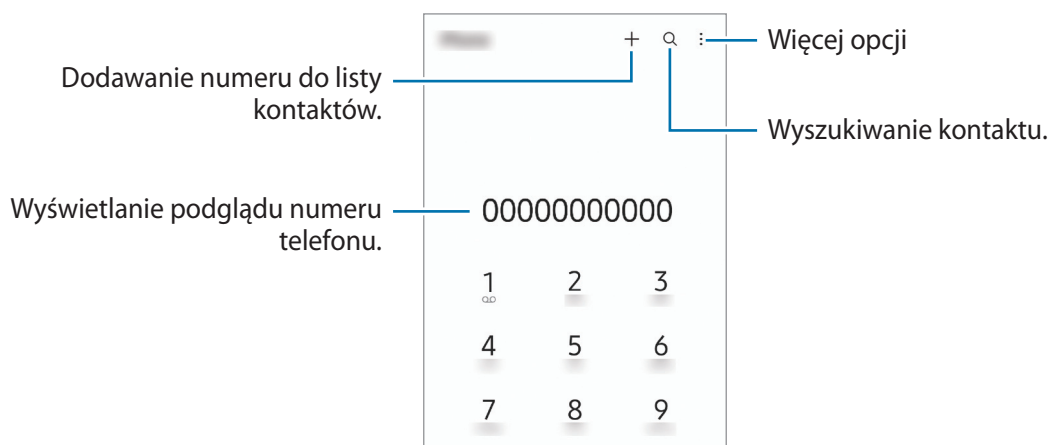 Więcej opcji
Dodawanie numeru do listy
kontaktów.
Wyszukiwanie kontaktu.
Wyświetlanie podglądu numeru
telefonu.
00000000000
1 2 3
4 5 6
7 8 9